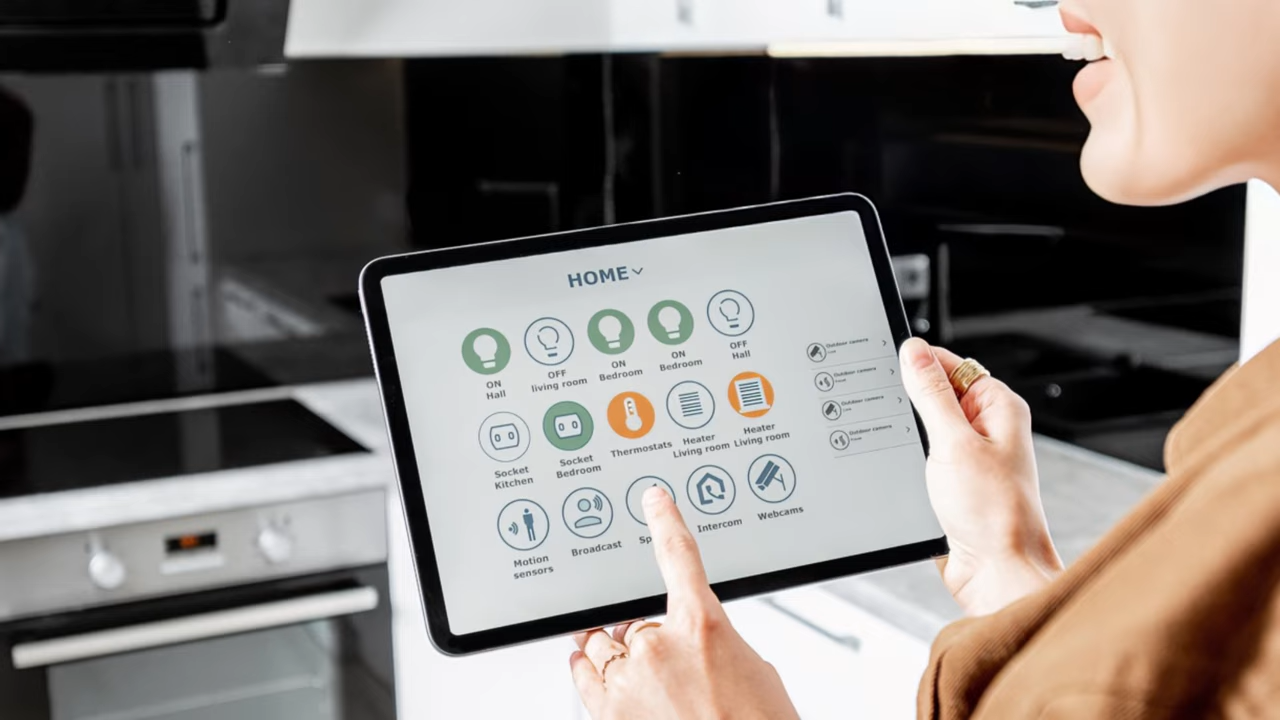 HOME
ON
Hall
OFF
living room
ON
Bedroom
ON
Bedroom
OFF
Hall
Socket
Kitchen
Socket
Bedroom
Thermostats
Heater
Living room
Heater
Living room
Motion
sensors
Broadcast
Intercom
Webcams
Outdoor camera
Outdoor camera
Outdoor camera
Outdoor camera